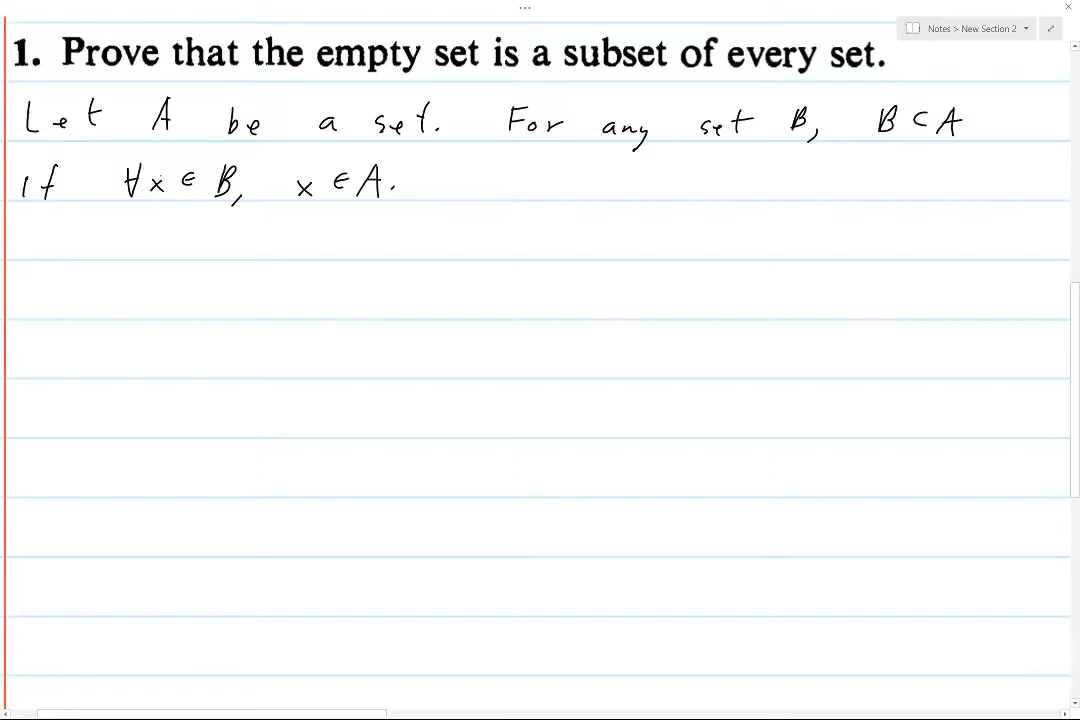 Notes > New Section 2
1. Prove that the empty set is a subset of every set.
Let A be a set. For any set B, B ⊂ A
if ∀x ∈ B, x ∈ A.